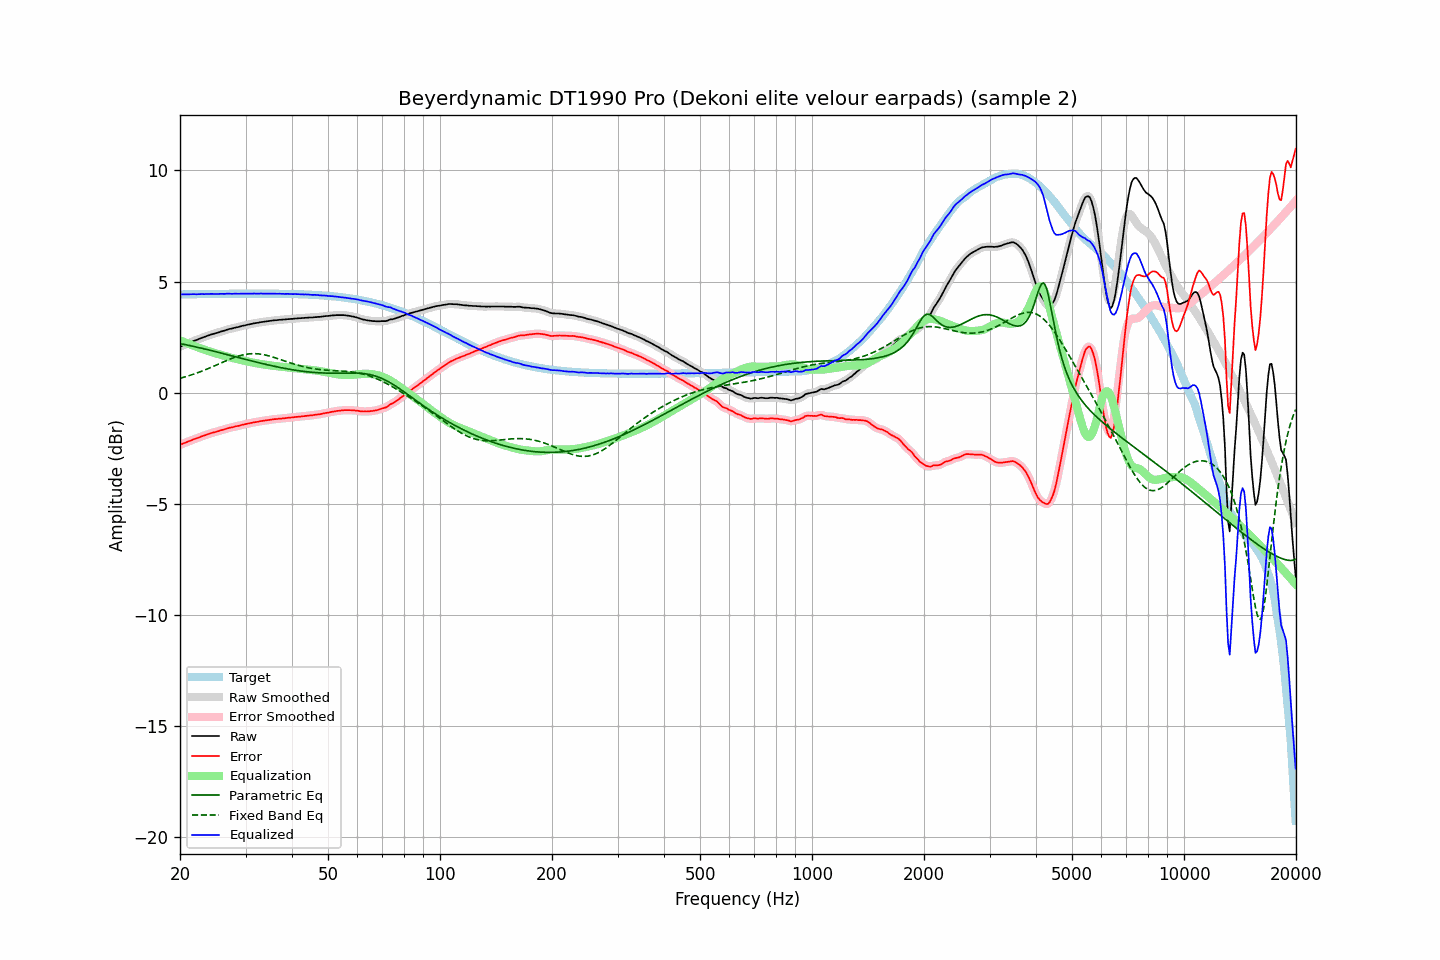 Beyerdynamic DT1990 Pro (Dekoni elite velour earpads) (sample 2)
10
5
0
−5
−10
−15
−20
Amplitude (dBr)
Target
Raw Smoothed
Error Smoothed
Raw
Error
Equalization
Parametric Eq
Fixed Band Eq
Equalized
20 50 100 200 500 1000 2000 5000 10000 20000
Frequency (Hz)